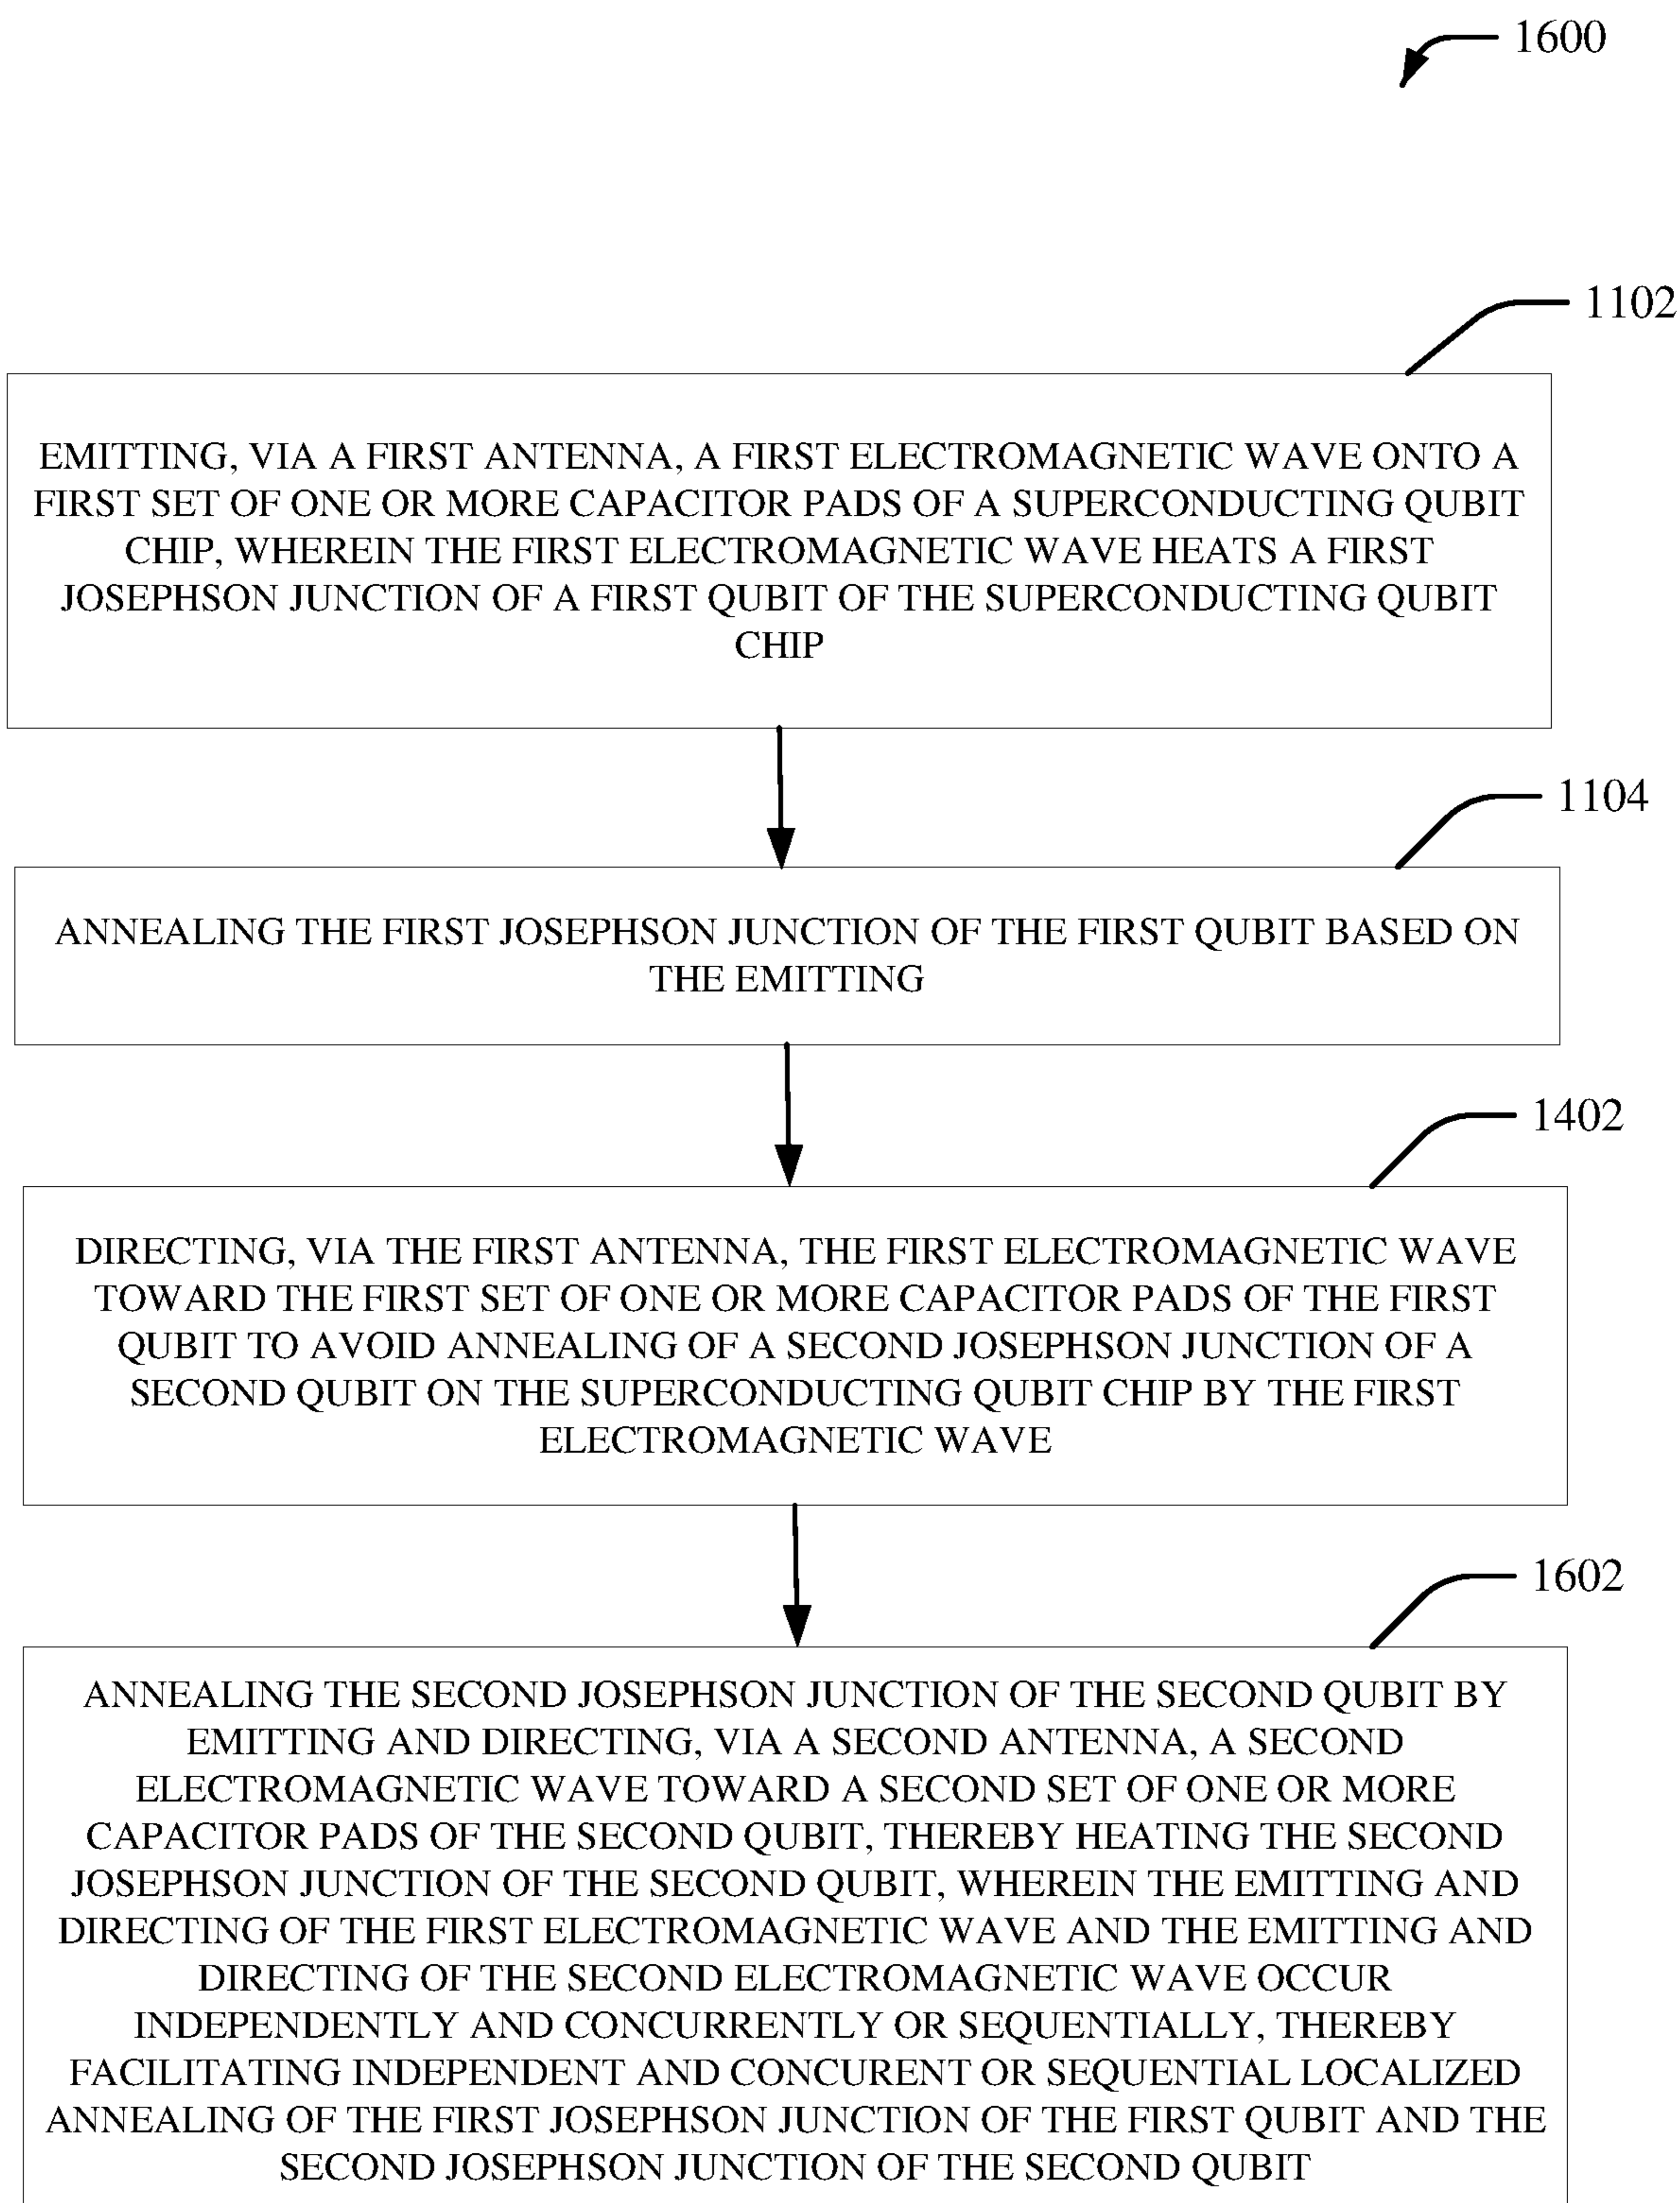 1600
1102
EMITTING, VIA A FIRST ANTENNA, A FIRST ELECTROMAGNETIC WAVE ONTO A
FIRST SET OF ONE OR MORE CAPACITOR PADS OF A SUPERCONDUCTING QUBIT
CHIP, WHEREIN THE FIRST ELECTROMAGNETIC WAVE HEATS A FIRST
JOSEPHSON JUNCTION OF A FIRST QUBIT OF THE SUPERCONDUCTING QUBIT
CHIP
1104
ANNEALING THE FIRST JOSEPHSON JUNCTION OF THE FIRST QUBIT BASED ON
THE EMITTING
1402
DIRECTING, VIA THE FIRST ANTENNA, THE FIRST ELECTROMAGNETIC WAVE
TOWARD THE FIRST SET OF ONE OR MORE CAPACITOR PADS OF THE FIRST
QUBIT TO AVOID ANNEALING OF A SECOND JOSEPHSON JUNCTION OF A
SECOND QUBIT ON THE SUPERCONDUCTING QUBIT CHIP BY THE FIRST
ELECTROMAGNETIC WAVE
1602
ANNEALING THE SECOND JOSEPHSON JUNCTION OF THE SECOND QUBIT BY
EMITTING AND DIRECTING, VIA A SECOND ANTENNA, A SECOND
ELECTROMAGNETIC WAVE TOWARD A SECOND SET OF ONE OR MORE
CAPACITOR PADS OF THE SECOND QUBIT, THEREBY HEATING THE SECOND
JOSEPHSON JUNCTION OF THE SECOND QUBIT, WHEREIN THE EMITTING AND
DIRECTING OF THE FIRST ELECTROMAGNETIC WAVE AND THE EMITTING AND
DIRECTING OF THE SECOND ELECTROMAGNETIC WAVE OCCUR
INDEPENDENTLY AND CONCURRENTLY OR SEQUENTIALLY, THEREBY
FACILITATING INDEPENDENT AND CONCURENT OR SEQUENTIAL LOCALIZED
ANNEALING OF THE FIRST JOSEPHSON JUNCTION OF THE FIRST QUBIT AND THE
SECOND JOSEPHSON JUNCTION OF THE SECOND QUBIT